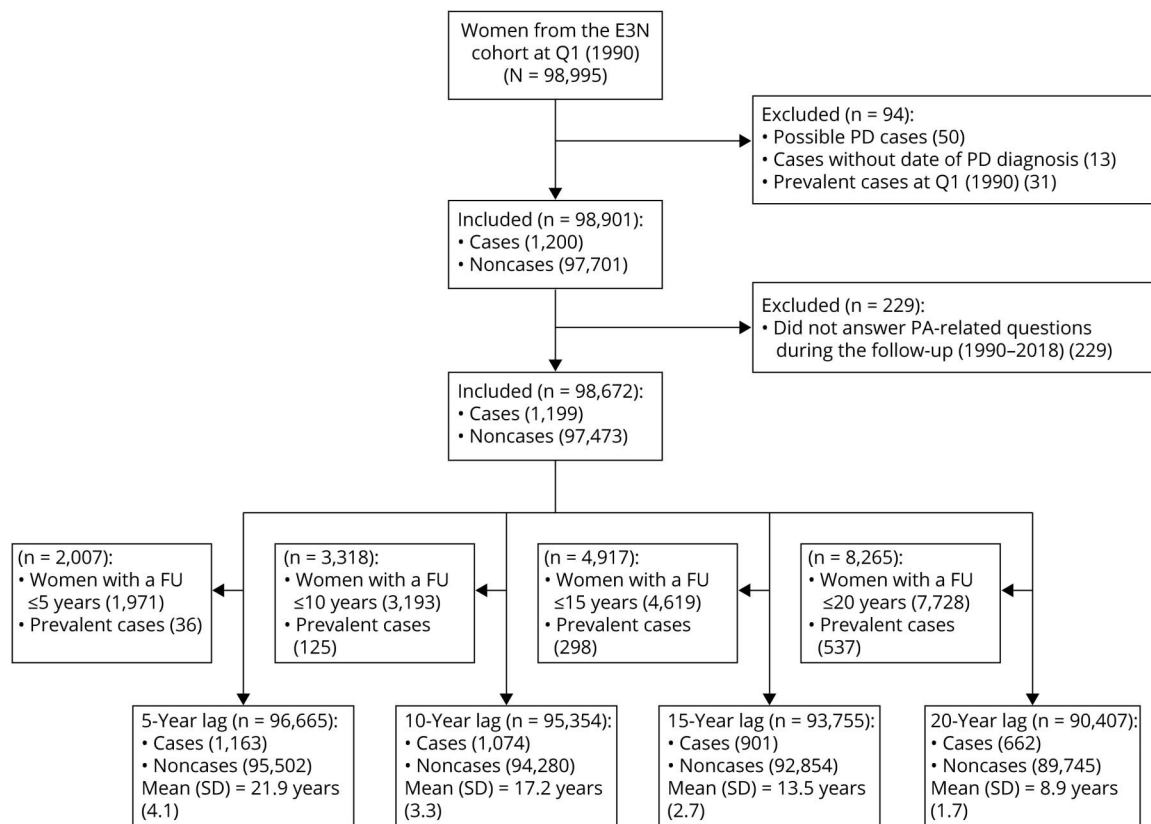 Women from the E3N
cohort at Q1 (1990)
(N = 98,995)
Excluded (n = 94):
• Possible PD cases (50)
• Cases without date of PD diagnosis (13)
• Prevalent cases at Q1 (1990) (31)
Included (n = 98,901):
• Cases (1,200)
• Noncases (97,701)
Excluded (n = 229):
• Did not answer PA-related questions
during the follow-up (1990–2018) (229)
Included (n = 98,672):
• Cases (1,199)
• Noncases (97,473)
(n = 2,007):
• Women with a FU
≤5 years (1,971)
• Prevalent cases (36)
(n = 3,318):
• Women with a FU
≤10 years (3,193)
• Prevalent cases
(125)
(n = 4,917):
• Women with a FU
≤15 years (4,619)
• Prevalent cases
(298)
(n = 8,265):
• Women with a FU
≤20 years (7,728)
• Prevalent cases
(537)
5-Year lag (n = 96,665):
• Cases (1,163)
• Noncases (95,502)
Mean (SD) = 21.9 years
(4.1)
10-Year lag (n = 95,354):
• Cases (1,074)
• Noncases (94,280)
Mean (SD) = 17.2 years
(3.3)
15-Year lag (n = 93,755):
• Cases (901)
• Noncases (92,854)
Mean (SD) = 13.5 years
(2.7)
20-Year lag (n = 90,407):
• Cases (662)
• Noncases (89,745)
Mean (SD) = 8.9 years
(1.7)